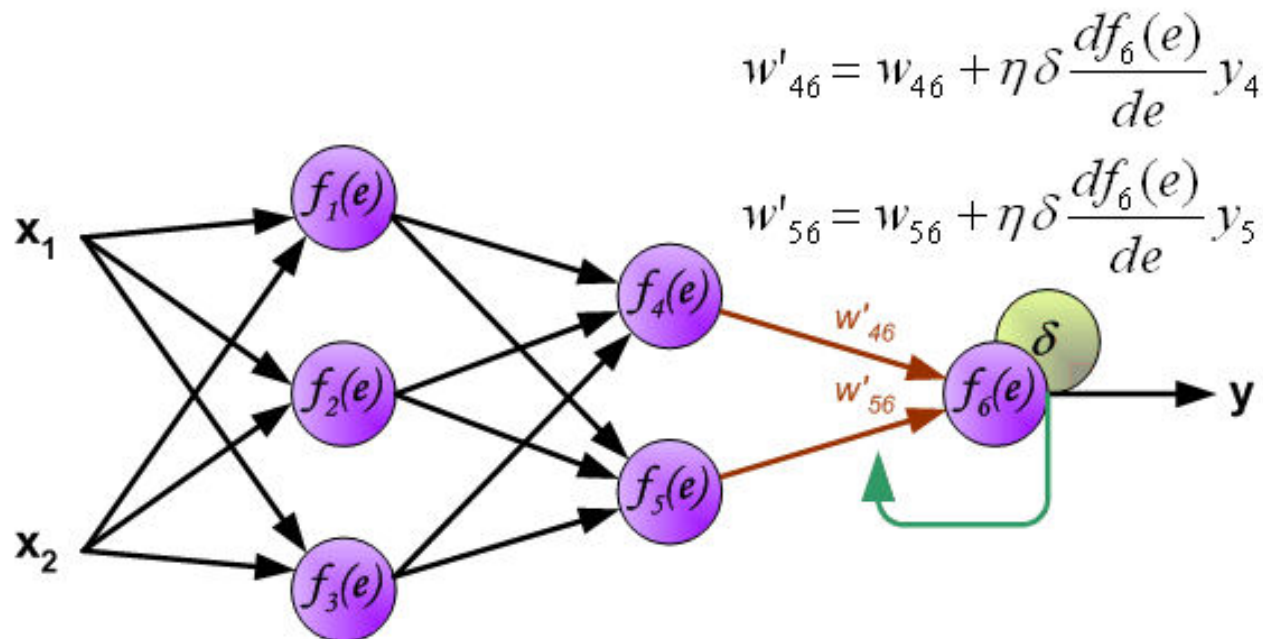 w'₄₆ = w₄₆ + η δ df₆(e)/de y₄
w'₅₆ = w₅₆ + η δ df₆(e)/de y₅
x₁
x₂
f₁(e)
f₂(e)
f₃(e)
f₄(e)
f₅(e)
w'₄₆
w'₅₆
f₆(e)
δ
y